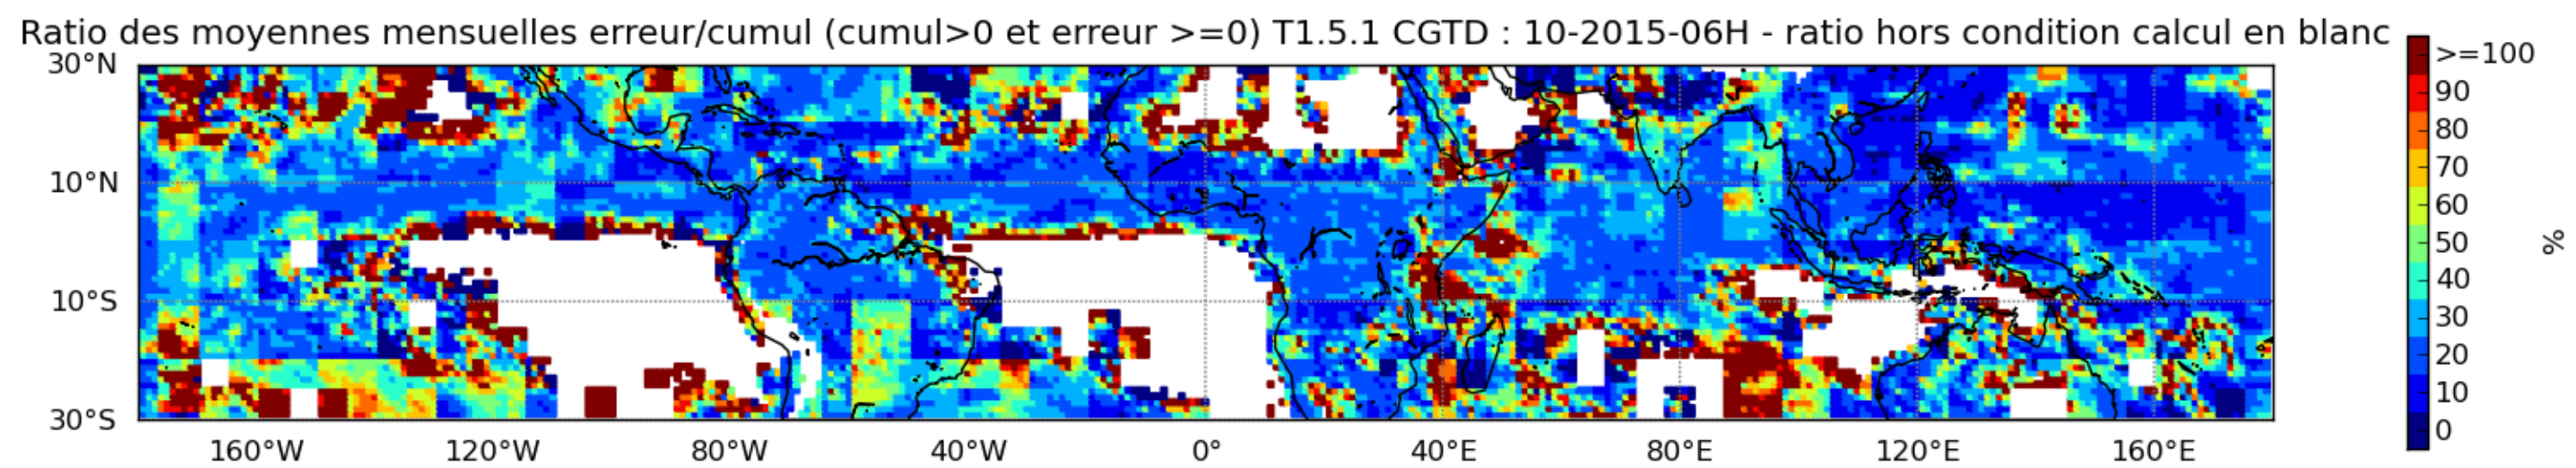 Ratio des moyennes mensuelles erreur/cumul (cumul>0 et erreur >=0) T1.5.1 CGTD : 10-2015-06H - ratio hors condition calcul en blanc
30°N
10°N
10°S
30°S
160°W 120°W 80°W 40°W 0° 40°E 80°E 120°E 160°E
>=100
90
80
70
60
50
40
30
20
10
0
%